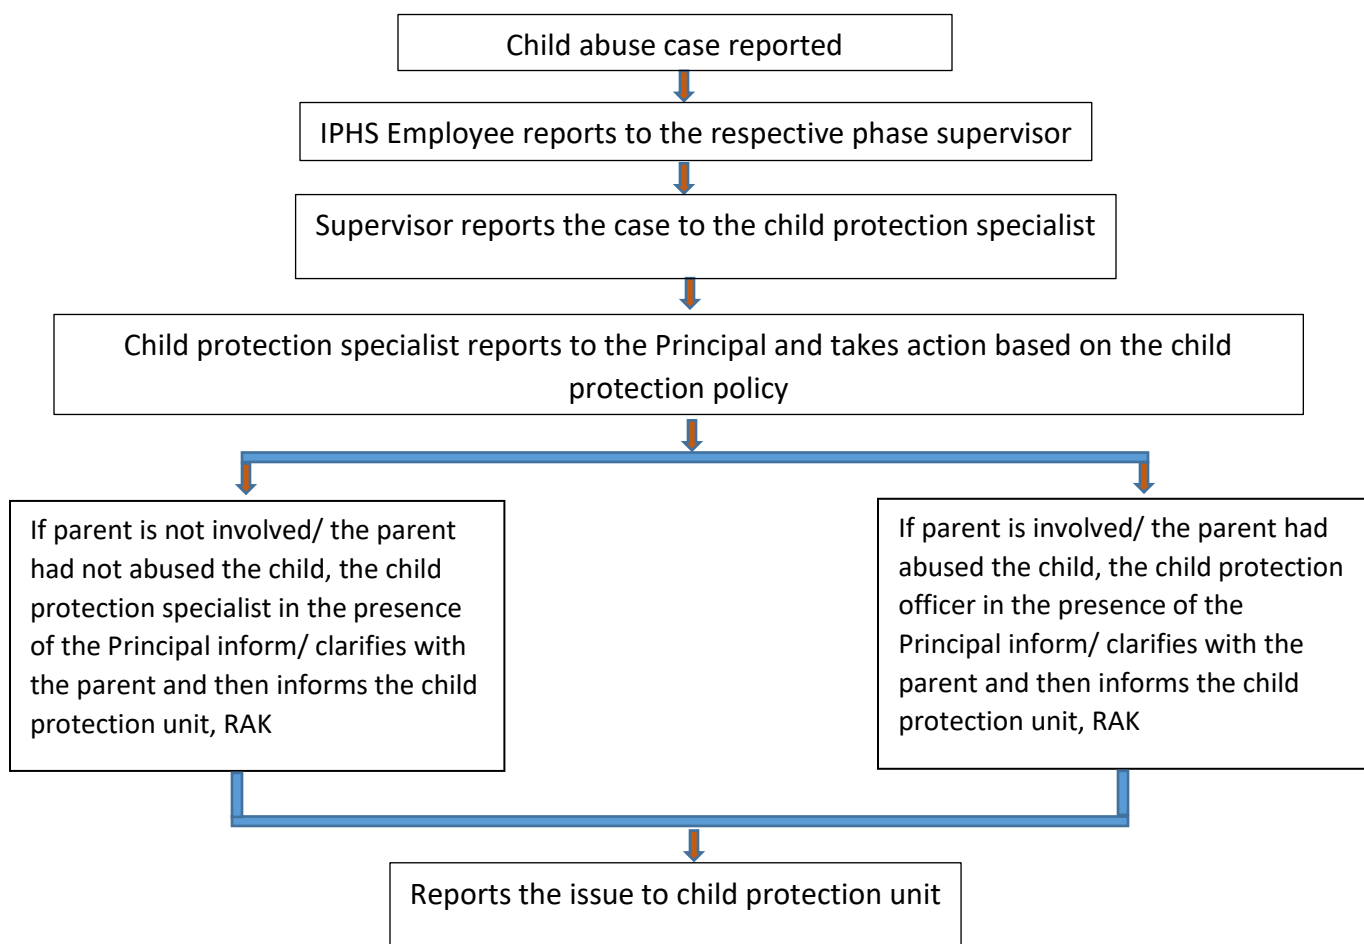 Child abuse case reported
IPHS Employee reports to the respective phase supervisor
Supervisor reports the case to the child protection specialist
Child protection specialist reports to the Principal and takes action based on the child
protection policy
If parent is not involved/ the parent
had not abused the child, the child
protection specialist in the presence
of the Principal inform/ clarifies with
the parent and then informs the child
protection unit, RAK
If parent is involved/ the parent had
abused the child, the child protection
officer in the presence of the
Principal inform/ clarifies with the
parent and then informs the child
protection unit, RAK
Reports the issue to child protection unit